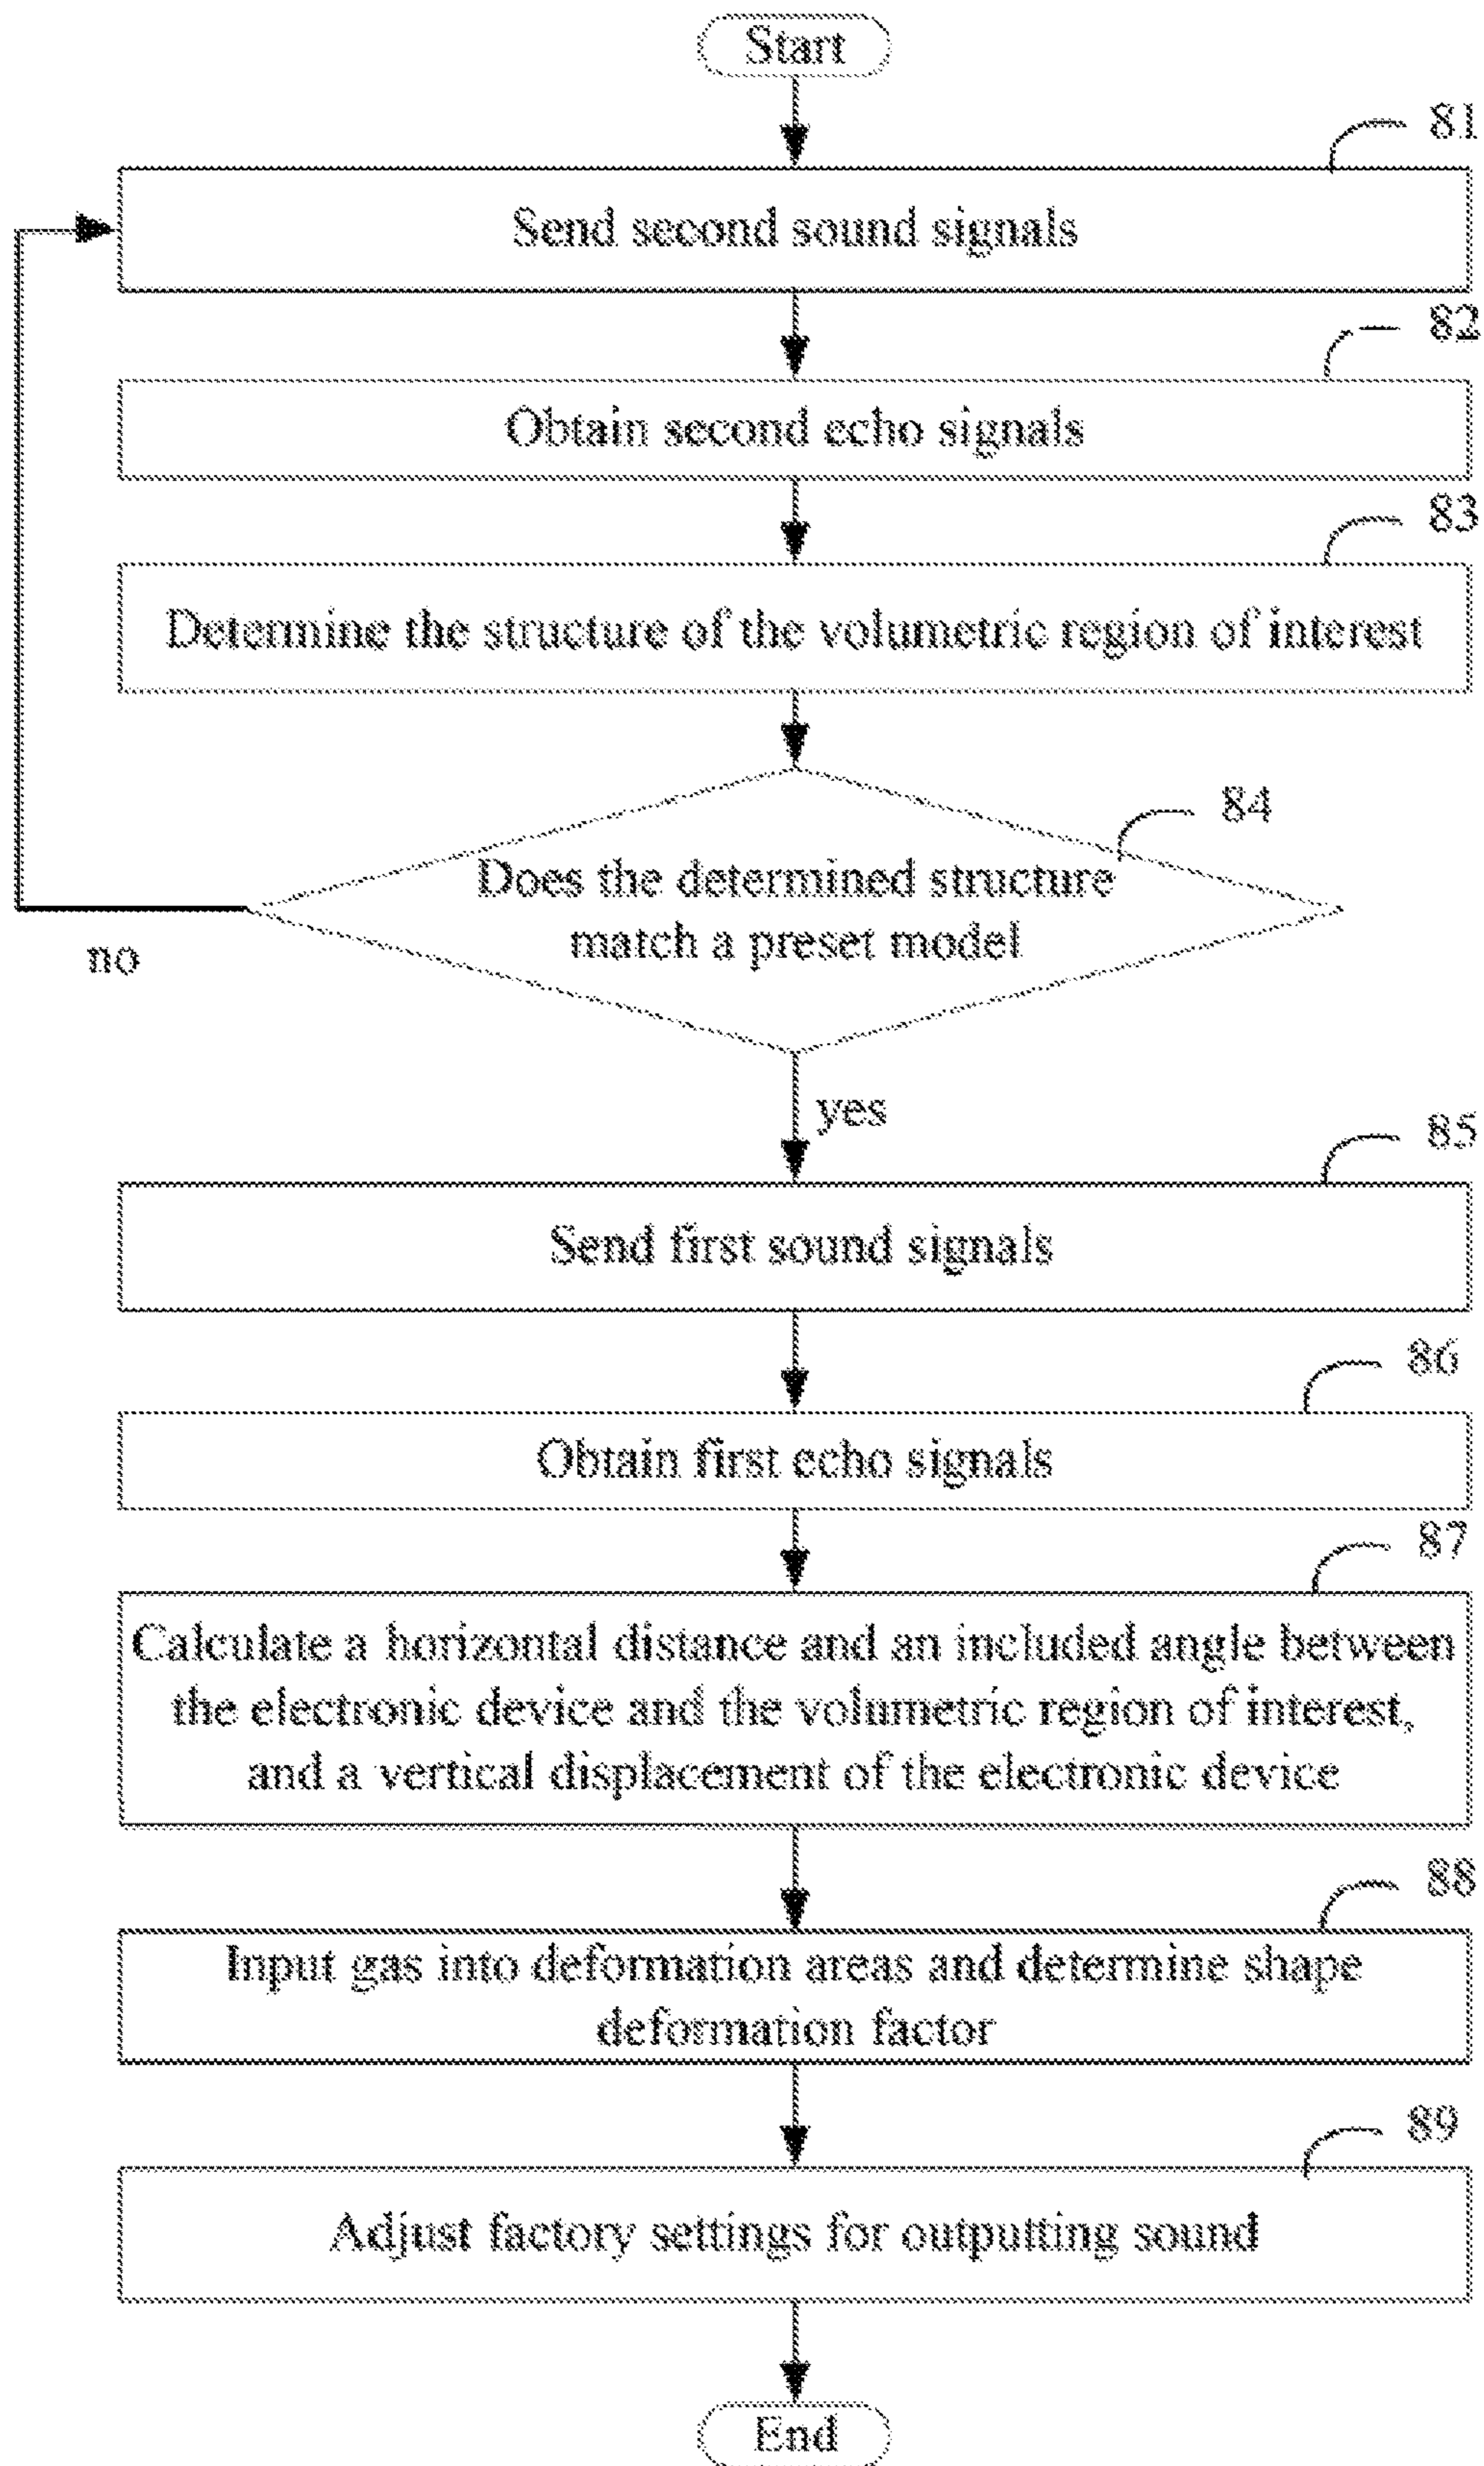 Start
81
Send second sound signals
82
Obtain second echo signals
83
Determine the structure of the volumetric region of interest
84
Does the determined structure
match a preset model
no
yes
85
Send first sound signals
86
Obtain first echo signals
87
Calculate a horizontal distance and an included angle between
the electronic device and the volumetric region of interest,
and a vertical displacement of the electronic device
88
Input gas into deformation areas and determine shape
deformation factor
89
Adjust factory settings for outputting sound
End